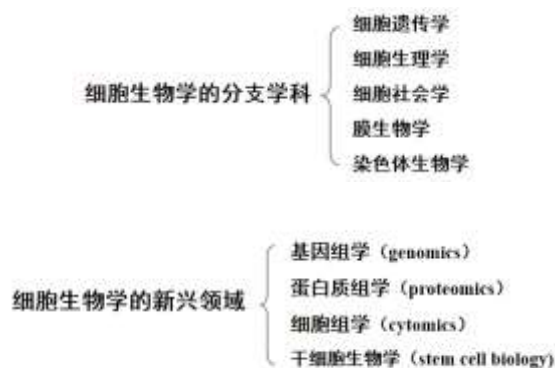 细胞生物学的分支学科
细胞遗传学
细胞生理学
细胞社会学
膜生物学
染色体生物学
细胞生物学的新兴领域
基因组学（genomics）
蛋白质组学（proteomics）
细胞组学（cytomics）
干细胞生物学（stem cell biology)